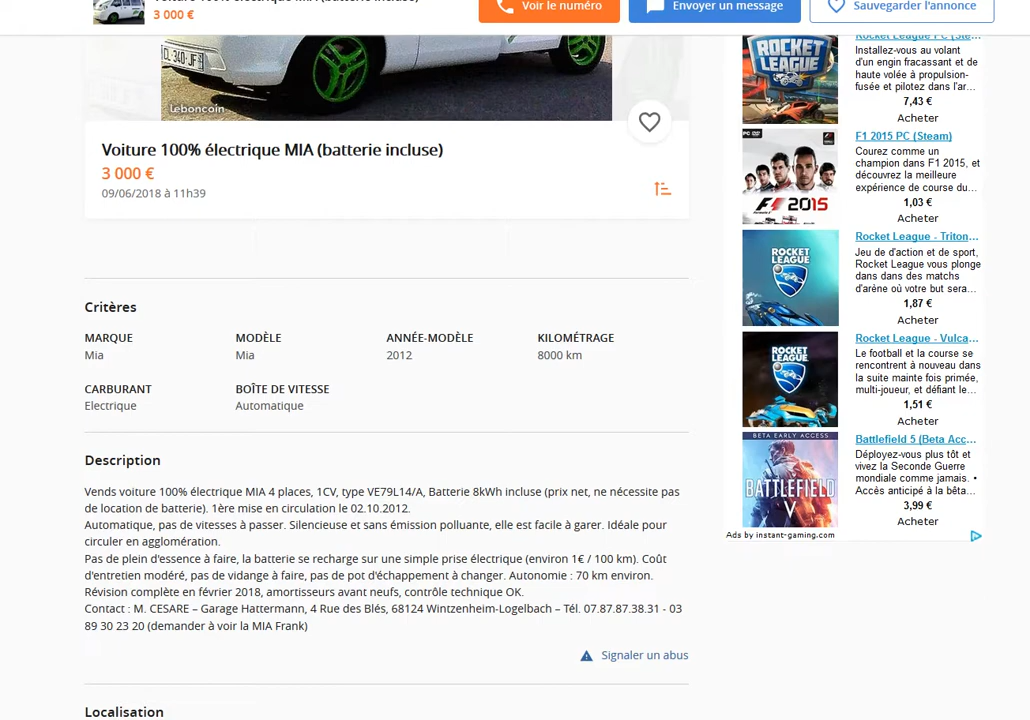 3 000 €
Voir le numéro
Envoyer un message
Sauvegarder l'annonce
leboncoin
Voiture 100% électrique MIA (batterie incluse)
3 000 €
09/06/2018 à 11h39
Critères
MARQUE
Mia
MODÈLE
Mia
ANNÉE-MODÈLE
2012
KILOMÉTRAGE
8000 km
CARBURANT
Electrique
BOÎTE DE VITESSE
Automatique
Description
Vends voiture 100% électrique MIA 4 places, 1CV, type VE79L14/A, Batterie 8kWh incluse (prix net, ne nécessite pas
de location de batterie). 1ère mise en circulation le 02.10.2012.
Automatique, pas de vitesses à passer. Silencieuse et sans émission polluante, elle est facile à garer. Idéale pour
circuler en agglomération.
Pas de plein d'essence à faire, la batterie se recharge sur une simple prise électrique (environ 1€ / 100 km). Coût
d'entretien modéré, pas de vidange à faire, pas de pot d'échappement à changer. Autonomie : 70 km environ.
Révision complète en février 2018, amortisseurs avant neufs, contrôle technique OK.
Contact : M. CESARE – Garage Hattermann, 4 Rue des Blés, 68124 Wintzenheim-Logelbach – Tél. 07.87.87.38.31 - 03
89 30 23 20 (demander à voir la MIA Frank)
Signaler un abus
Localisation
ROCKET
LEAGUE
Rocket League PC (Ste...
Installez-vous au volant
d'un engin fracassant et de
haute volée à propulsion-
fusée et pilotez dans l'ar...
7,43 €
Acheter
F1 2015
F1 2015 PC (Steam)
Courez comme un
champion dans F1 2015, et
découvrez la meilleure
expérience de course du...
1,03 €
Acheter
ROCKET
LEAGUE
Rocket League - Triton...
Jeu de d'action et de sport,
Rocket League vous plonge
dans dans des matchs
d'arène où votre but sera...
1,87 €
Acheter
ROCKET
LEAGUE
Rocket League - Vulca...
Le football et la course se
rencontrent à nouveau dans
la suite mainte fois primée,
multi-joueur, et défiant le...
1,51 €
Acheter
BETA EARLY ACCESS
BATTLEFIELD
V
Battlefield 5 (Beta Acc...
Déployez-vous plus tôt et
vivez la Seconde Guerre
mondiale comme jamais. •
Accès anticipé à la bêta...
3,99 €
Acheter
Ads by instant-gaming.com